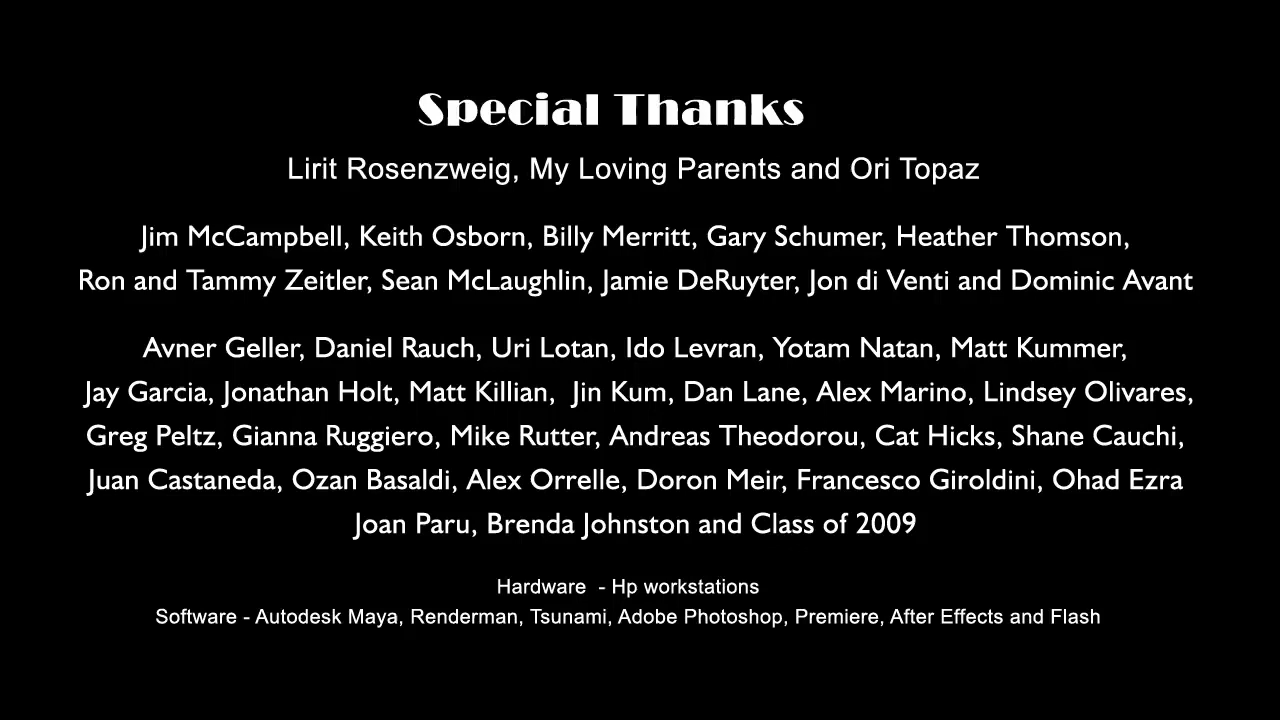 Special Thanks
Lirit Rosenzweig, My Loving Parents and Ori Topaz
Jim McCampbell, Keith Osborn, Billy Merritt, Gary Schumer, Heather Thomson,
Ron and Tammy Zeitler, Sean McLaughlin, Jamie DeRuyter, Jon di Venti and Dominic Avant
Avner Geller, Daniel Rauch, Uri Lotan, Ido Levran, Yotam Natan, Matt Kummer,
Jay Garcia, Jonathan Holt, Matt Killian, Jin Kum, Dan Lane, Alex Marino, Lindsey Olivares,
Greg Peltz, Gianna Ruggiero, Mike Rutter, Andreas Theodorou, Cat Hicks, Shane Cauchi,
Juan Castaneda, Ozan Basaldi, Alex Orrelle, Doron Meir, Francesco Giroldini, Ohad Ezra
Joan Paru, Brenda Johnston and Class of 2009
Hardware - Hp workstations
Software - Autodesk Maya, Renderman, Tsunami, Adobe Photoshop, Premiere, After Effects and Flash